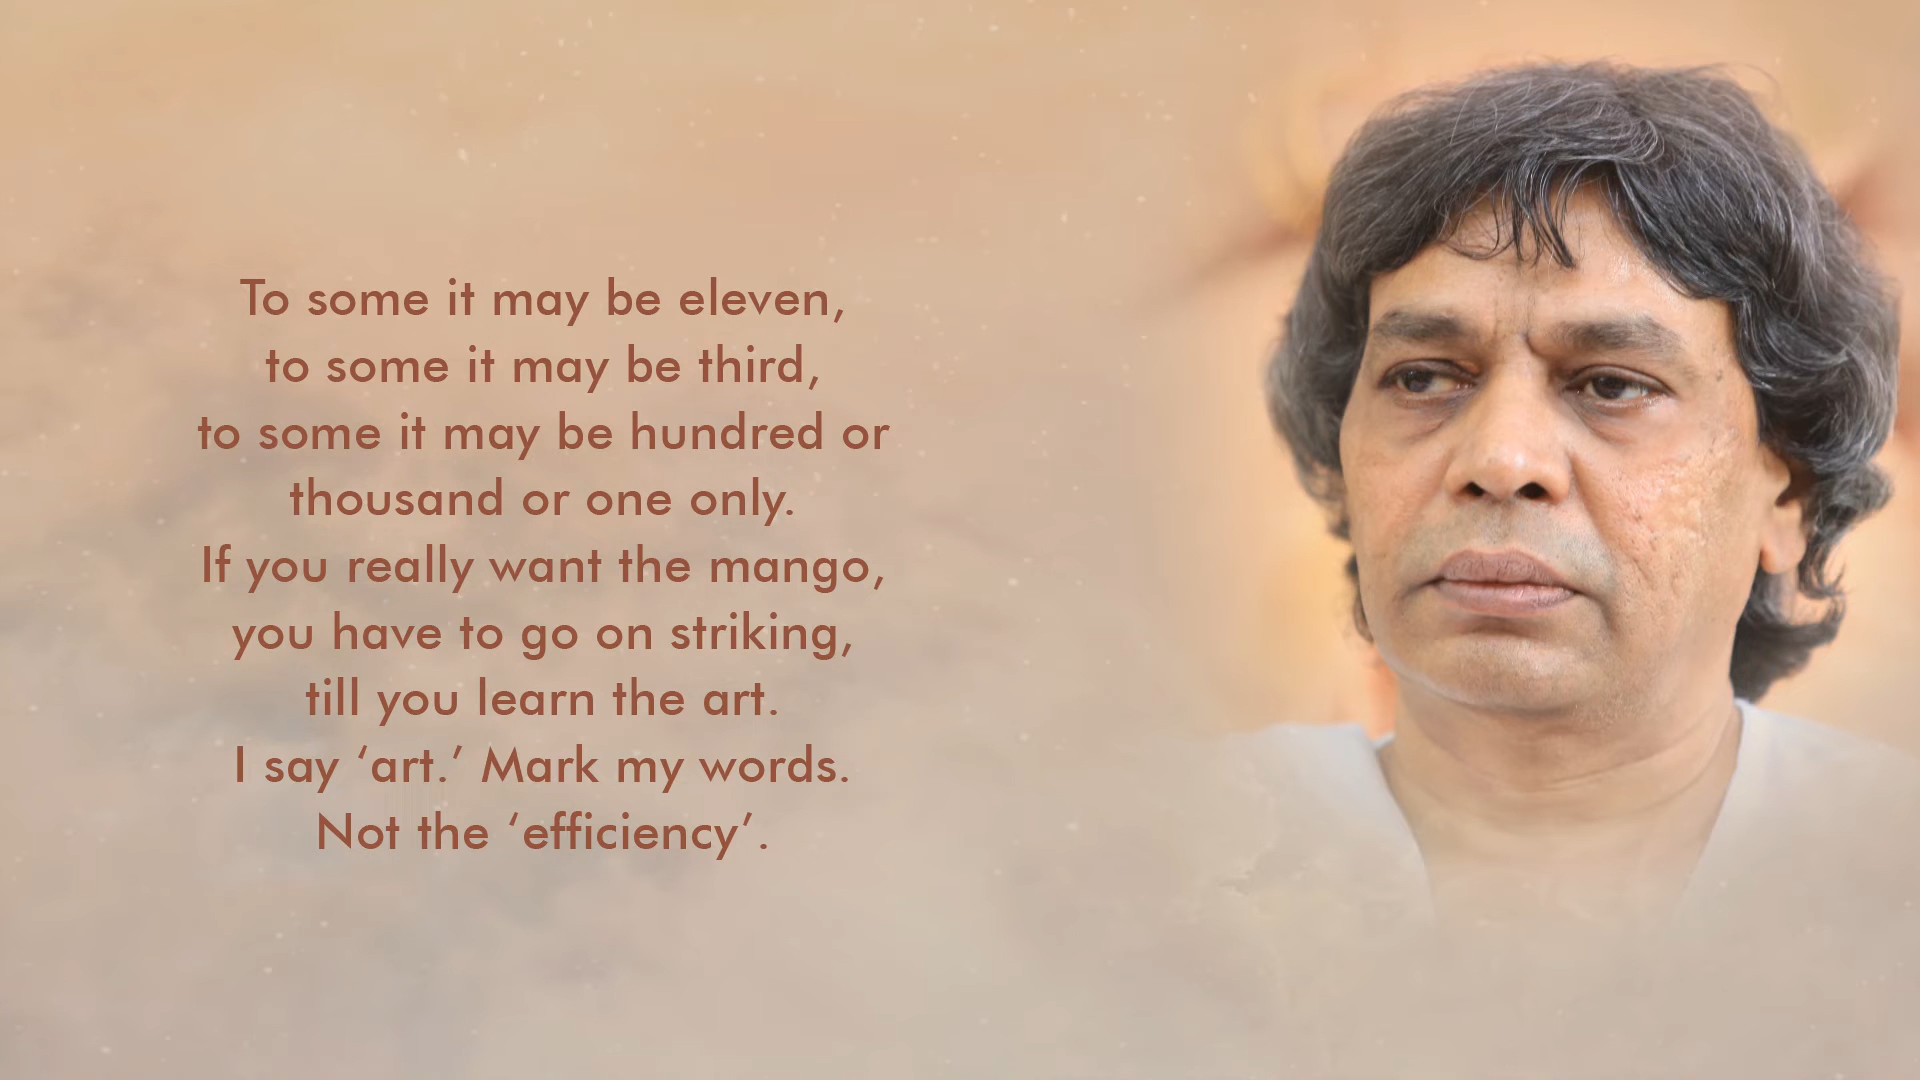 To some it may be eleven,
to some it may be third,
to some it may be hundred or
thousand or one only.
If you really want the mango,
you have to go on striking,
till you learn the art.
I say ‘art.’ Mark my words.
Not the ‘efficiency’.